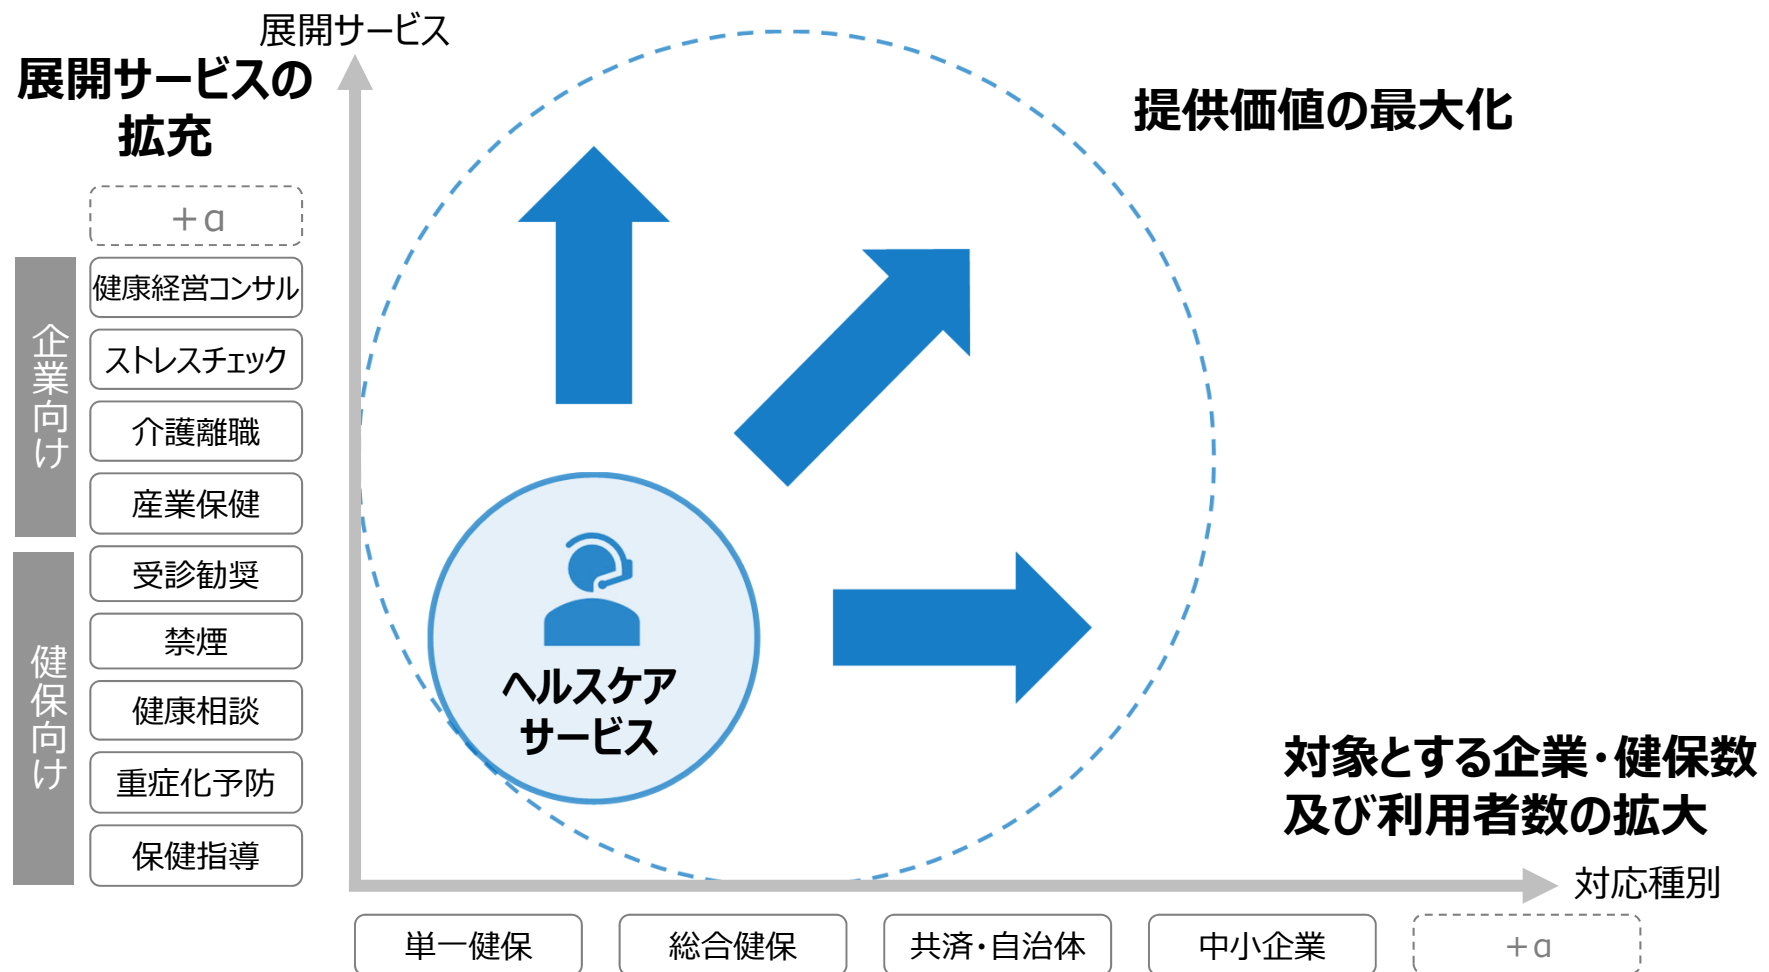 展開サービス
展開サービスの
拡充
提供価値の最大化
+α
企業向け
健康経営コンサル
ストレスチェック
介護離職
産業保健
健保向け
受診勧奨
禁煙
健康相談
重症化予防
保健指導
ヘルスケア
サービス
対象とする企業・健保数
及び利用者数の拡大
対応種別
単一健保
総合健保
共済・自治体
中小企業
+α